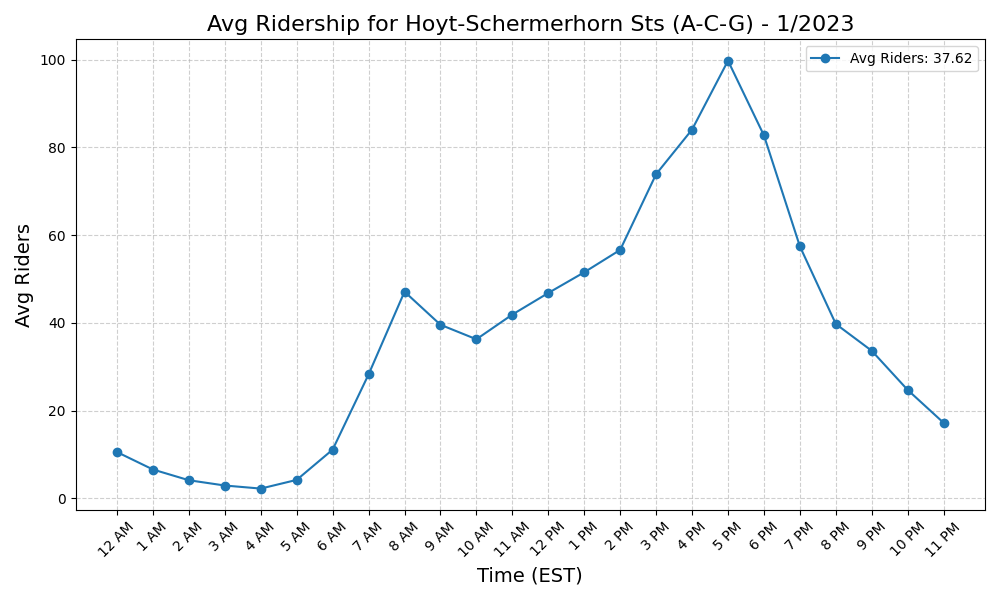 Avg Ridership for Hoyt-Schermerhorn Sts (A-C-G) - 1/2023
Avg Riders: 37.62
100
80
60
40
20
0
Avg Riders
12 AM
1 AM
2 AM
3 AM
4 AM
5 AM
6 AM
7 AM
8 AM
9 AM
10 AM
11 AM
12 PM
1 PM
2 PM
3 PM
4 PM
5 PM
6 PM
7 PM
8 PM
9 PM
10 PM
11 PM
Time (EST)